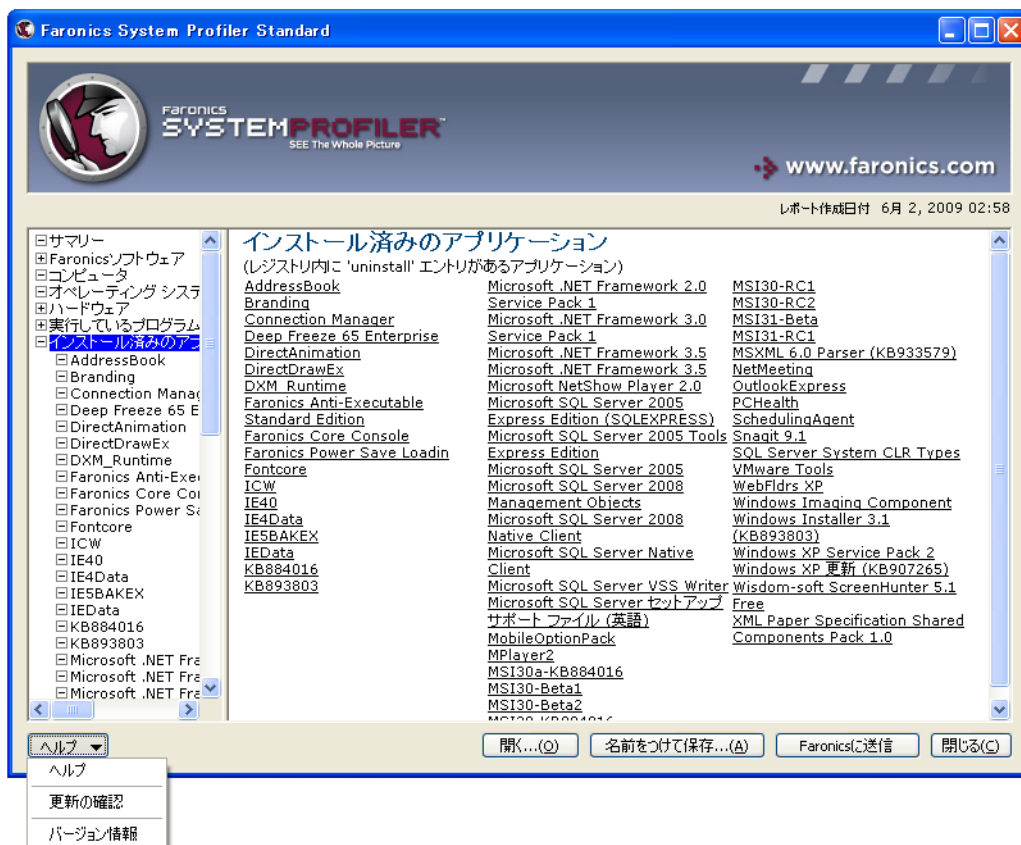 Faronics System Profiler Standard
Faronics
SYSTEMPROFILER
SEE The Whole Picture
www.faronics.com
レポート作成日付 6月 2, 2009 02:58
サマリー
Faronicsソフトウェア
コンピュータ
オペレーティング システ
ハードウェア
実行しているプログラム
インストール済みのアプ
AddressBook
Branding
Connection Manag
Deep Freeze 65 E
DirectAnimation
DirectDrawEx
DXM_Runtime
Faronics Anti-Exe
Faronics Core Co
Faronics Power Sa
Fontcore
ICW
IE40
IE4Data
IE5BAKEX
IEData
KB884016
KB893803
Microsoft .NET Fra
Microsoft .NET Fra
Microsoft .NET Fra
インストール済みのアプリケーション
(レジストリ内に 'uninstall' エントリがあるアプリケーション)
AddressBook
Branding
Connection Manager
Deep Freeze 65 Enterprise
DirectAnimation
DirectDrawEx
DXM_Runtime
Faronics Anti-Executable
Standard Edition
Faronics Core Console
Faronics Power Save Loadin
Fontcore
ICW
IE40
IE4Data
IE5BAKEX
IEData
KB884016
KB893803
Microsoft .NET Framework 2.0
Service Pack 1
Microsoft .NET Framework 3.0
Service Pack 1
Microsoft .NET Framework 3.5
Microsoft .NET Framework 3.5
Microsoft NetShow Player 2.0
Microsoft SQL Server 2005
Express Edition (SQLEXPRESS)
Microsoft SQL Server 2005 Tools
Express Edition
Microsoft SQL Server 2005
Microsoft SQL Server 2008
Management Objects
Microsoft SQL Server 2008
Native Client
Microsoft SQL Server Native
Client
Microsoft SQL Server VSS Writer
Microsoft SQL Server セットアップ
サポート ファイル (英語)
MobileOptionPack
MPlayer2
MSI30a-KB884016
MSI30-Beta1
MSI30-Beta2
MSI30-KB884016
MSI30-RC1
MSI30-RC2
MSI31-Beta
MSI31-RC1
MSXML 6.0 Parser (KB933579)
NetMeeting
OutlookExpress
PCHealth
SchedulingAgent
Snagit 9.1
SQL Server System CLR Types
VMware Tools
WebFldrs XP
Windows Imaging Component
Windows Installer 3.1
(KB893803)
Windows XP Service Pack 2
Windows XP 更新 (KB907265)
Wisdom-soft ScreenHunter 5.1
Free
XML Paper Specification Shared
Components Pack 1.0
ヘルプ
開く...(O)
名前をつけて保存...(A)
Faronicsに送信
閉じる(C)
ヘルプ
更新の確認
バージョン情報